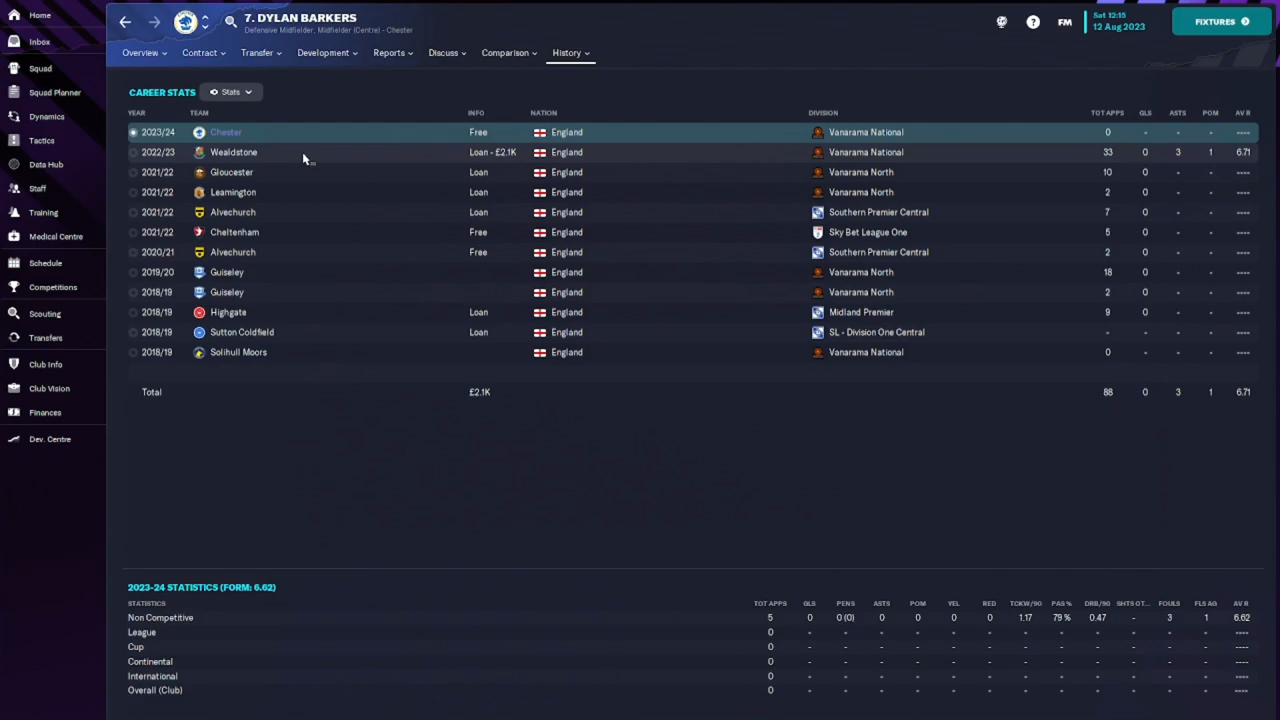 Home
Inbox
Squad
Squad Planner
Dynamics
Tactics
Data Hub
Staff
Training
Medical Centre
Schedule
Competitions
Scouting
Transfers
Club Info
Club Vision
Finances
Dev. Centre
7. DYLAN BARKERS
Defensive Midfielder, Midfielder (Centre) - Chester
? FM Sat 12:15
12 Aug 2023
FIXTURES
Overview Contract Transfer Development Reports Discuss Comparison History
CAREER STATS Stats
YEAR TEAM INFO NATION DIVISION TOT APPS GLS ASTS POM AV R
2023/24 Chester Free England Vanarama National 0 - - - ----
2022/23 Wealdstone Loan - £2.1K England Vanarama National 33 0 3 1 6.71
2021/22 Gloucester Loan England Vanarama North 10 0 - - ----
2021/22 Leamington Loan England Vanarama North 2 0 - - ----
2021/22 Alvechurch Loan England Southern Premier Central 7 0 - - ----
2021/22 Cheltenham Free England Sky Bet League One 5 0 - - ----
2020/21 Alvechurch Free England Southern Premier Central 2 0 - - ----
2019/20 Guiseley England Vanarama North 18 0 - - ----
2018/19 Guiseley England Vanarama North 2 0 - - ----
2018/19 Highgate Loan England Midland Premier 9 0 - - ----
2018/19 Sutton Coldfield Loan England SL - Division One Central - - - - ----
2018/19 Solihull Moors England Vanarama National 0 - - - ----
Total £2.1K 88 0 3 1 6.71
2023-24 STATISTICS (FORM: 6.62)
STATISTICS TOT APPS GLS PENS ASTS POM YEL RED TCKW/90 PAS % DRB/90 SHTS OT... FOULS FLS AG AV R
Non Competitive 5 0 0 (0) 0 0 0 0 1.17 79 % 0.47 - 3 1 6.62
League 0 - - - - - - - - - - - - ----
Cup 0 - - - - - - - - - - - - ----
Continental 0 - - - - - - - - - - - - ----
International 0 - - - - - - - - - - - - ----
Overall (Club) 0 - - - - - - - - - - - - ----